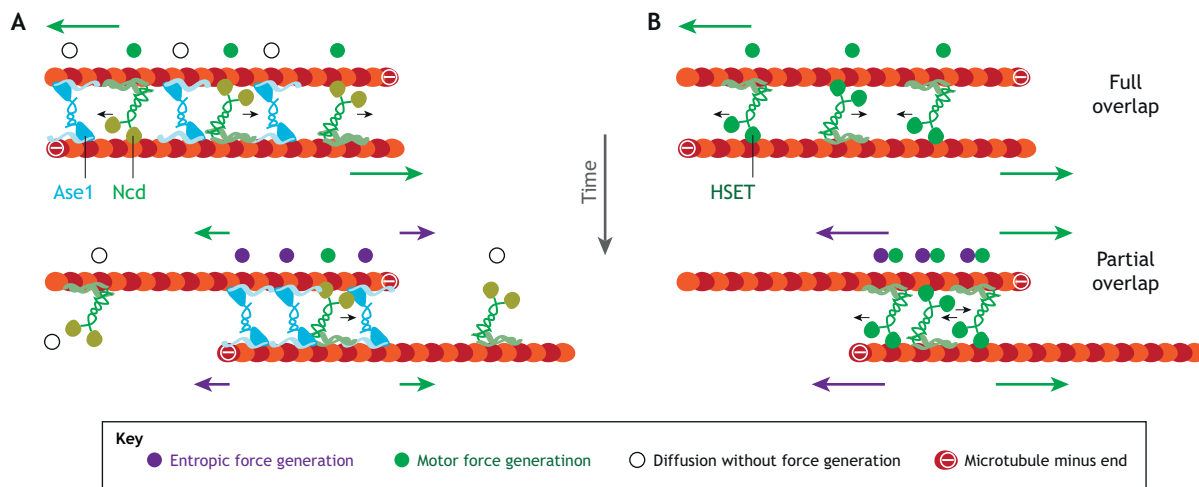 A
B
Full
overlap
Ase1 Ncd
HSET
Time
Partial
overlap
Key
Entropic force generation
Motor force generatinon
Diffusion without force generation
Microtubule minus end